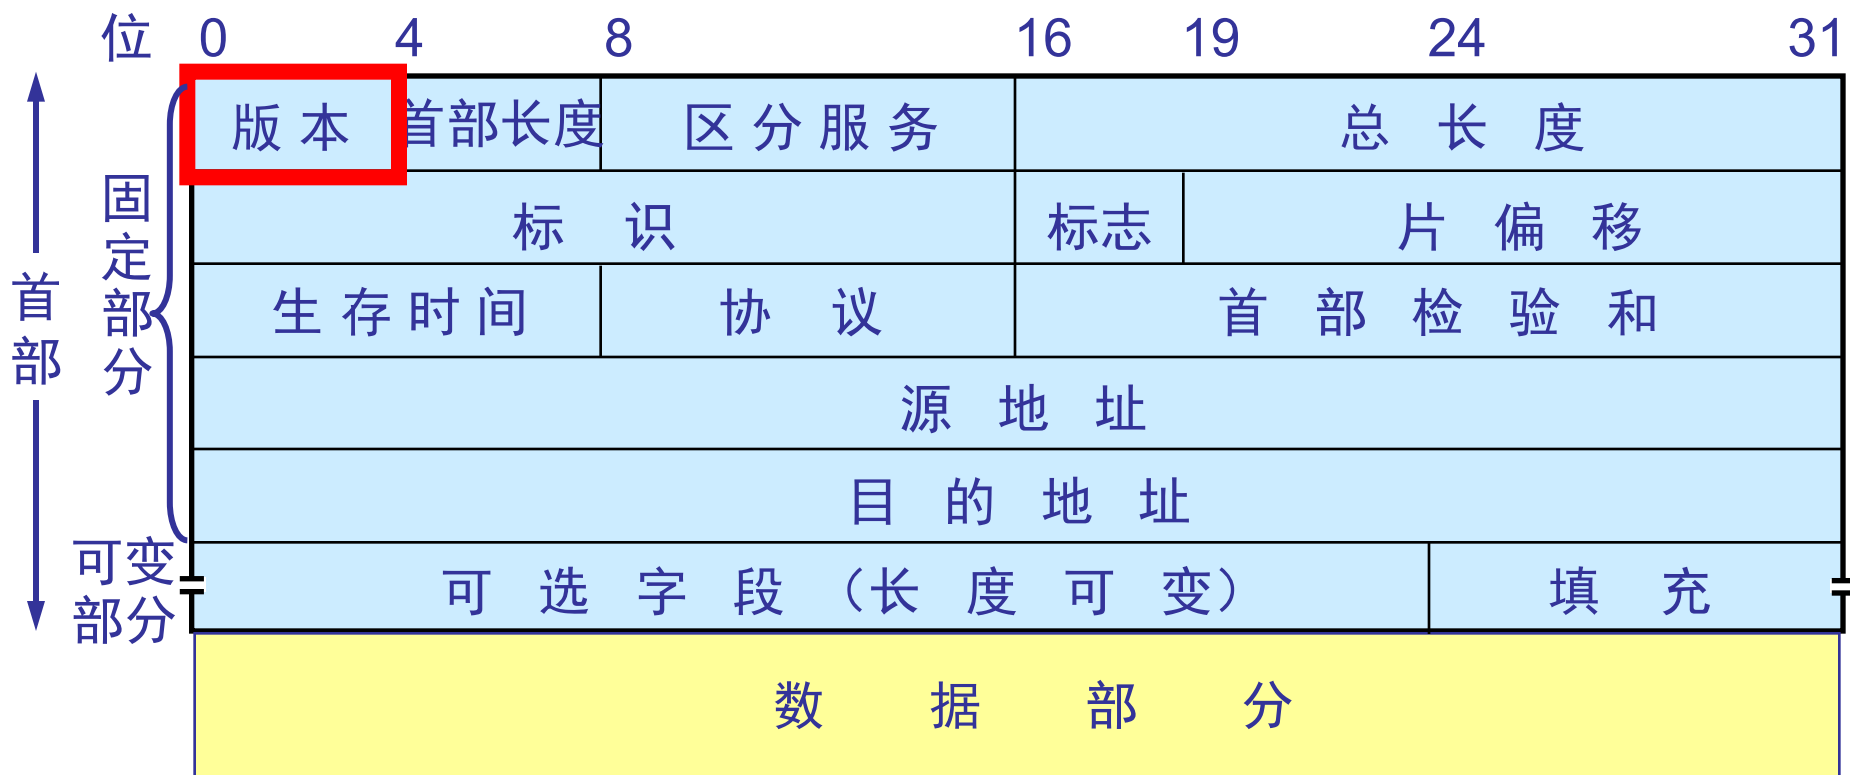 位 0 4 8 16 19 24 31
版本 首部长度 区分服务 总长度
标识 标志 片偏移
生存时间 协议 首部检验和
源地址
目的地址
可选字段（长度可变） 填充
数据部分
首部
固定部分
可变
部分